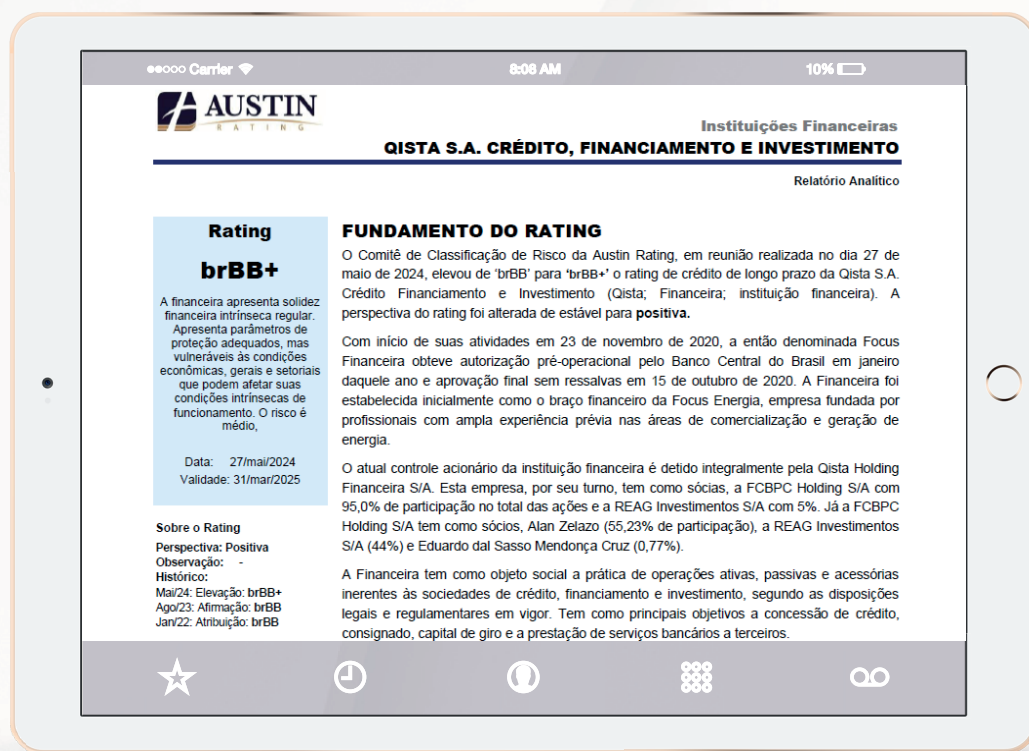 Carrier
8:08 AM
10%
AUSTIN
RATING
Instituições Financeiras
QISTA S.A. CRÉDITO, FINANCIAMENTO E INVESTIMENTO
Relatório Analítico
Rating
brBB+
A financeira apresenta solidez
financeira intrínseca regular.
Apresenta parâmetros de
proteção adequados, mas
vulneráveis às condições
econômicas, gerais e setoriais
que podem afetar suas
condições intrínsecas de
funcionamento. O risco é
médio,
Data: 27/mai/2024
Validade: 31/mar/2025
Sobre o Rating
Perspectiva: Positiva
Observação: -
Histórico:
Mai/24: Elevação: brBB+
Ago/23: Afirmação: brBB
Jan/22: Atribuição: brBB
FUNDAMENTO DO RATING
O Comitê de Classificação de Risco da Austin Rating, em reunião realizada no dia 27 de
maio de 2024, elevou de 'brBB' para 'brBB+' o rating de crédito de longo prazo da Qista S.A.
Crédito Financiamento e Investimento (Qista; Financeira; instituição financeira). A
perspectiva do rating foi alterada de estável para positiva.
Com início de suas atividades em 23 de novembro de 2020, a então denominada Focus
Financeira obteve autorização pré-operacional pelo Banco Central do Brasil em janeiro
daquele ano e aprovação final sem ressalvas em 15 de outubro de 2020. A Financeira foi
estabelecida inicialmente como o braço financeiro da Focus Energia, empresa fundada por
profissionais com ampla experiência prévia nas áreas de comercialização e geração de
energia.
O atual controle acionário da instituição financeira é detido integralmente pela Qista Holding
Financeira S/A. Esta empresa, por seu turno, tem como sócias, a FCBPC Holding S/A com
95,0% de participação no total das ações e a REAG Investimentos S/A com 5%. Já a FCBPC
Holding S/A tem como sócios, Alan Zelazo (55,23% de participação), a REAG Investimentos
S/A (44%) e Eduardo dal Sasso Mendonça Cruz (0,77%).
A Financeira tem como objeto social a prática de operações ativas, passivas e acessórias
inerentes às sociedades de crédito, financiamento e investimento, segundo as disposições
legais e regulamentares em vigor. Tem como principais objetivos a concessão de crédito,
consignado, capital de giro e a prestação de serviços bancários a terceiros.